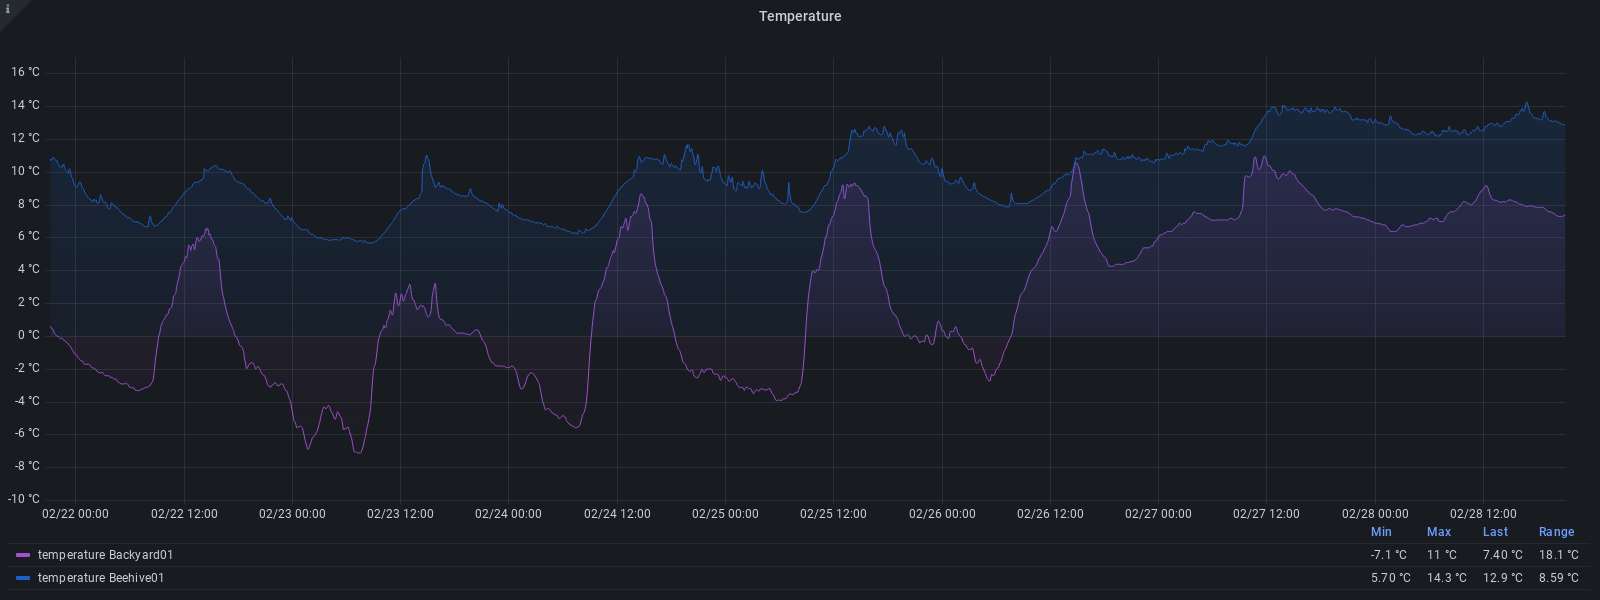 i
Temperature
16 °C
14 °C
12 °C
10 °C
8 °C
6 °C
4 °C
2 °C
0 °C
-2 °C
-4 °C
-6 °C
-8 °C
-10 °C
02/22 00:00 02/22 12:00 02/23 00:00 02/23 12:00 02/24 00:00 02/24 12:00 02/25 00:00 02/25 12:00 02/26 00:00 02/26 12:00 02/27 00:00 02/27 12:00 02/28 00:00 02/28 12:00
Min Max Last Range
temperature Backyard01 -7.1 °C 11 °C 7.40 °C 18.1 °C
temperature Beehive01 5.70 °C 14.3 °C 12.9 °C 8.59 °C